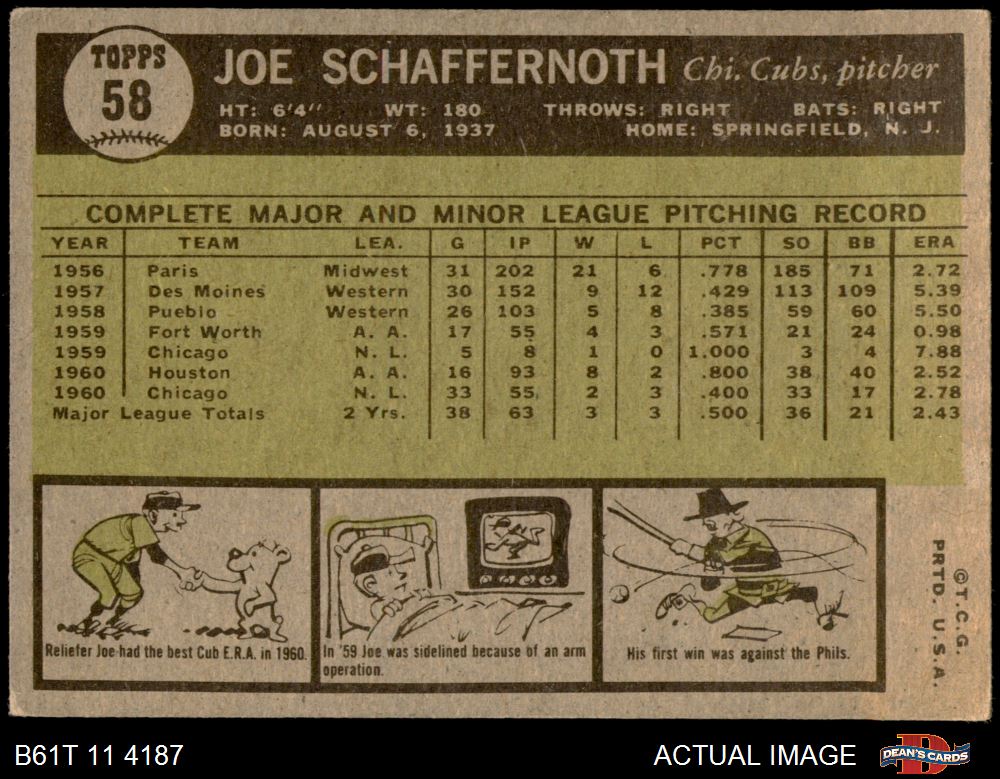 TOPPS
58
JOE SCHAFFERNOTH Chi. Cubs, pitcher
HT: 6'4" WT: 180 THROWS: RIGHT BATS: RIGHT
BORN: AUGUST 6, 1937 HOME: SPRINGFIELD, N. J.
COMPLETE MAJOR AND MINOR LEAGUE PITCHING RECORD
YEAR TEAM LEA. G IP W L PCT SO BB ERA
1956 Paris Midwest 31 202 21 6 .778 185 71 2.72
1957 Des Moines Western 30 152 9 12 .429 113 109 5.39
1958 Pueblo Western 26 103 5 8 .385 59 60 5.50
1959 Fort Worth A. A. 17 55 4 3 .571 21 24 0.98
1959 Chicago N. L. 5 8 1 0 1.000 3 4 7.88
1960 Houston A. A. 16 93 8 2 .800 38 40 2.52
1960 Chicago N. L. 33 55 2 3 .400 33 17 2.78
Major League Totals 2 Yrs. 38 63 3 3 .500 36 21 2.43
Reliefer Joe had the best Cub E.R.A. in 1960.
In '59 Joe was sidelined because of an arm
operation.
His first win was against the Phils.
© T. C. G.
PRTD. U.S.A.
B61T 11 4187
ACTUAL IMAGE
DEAN'S CARDS